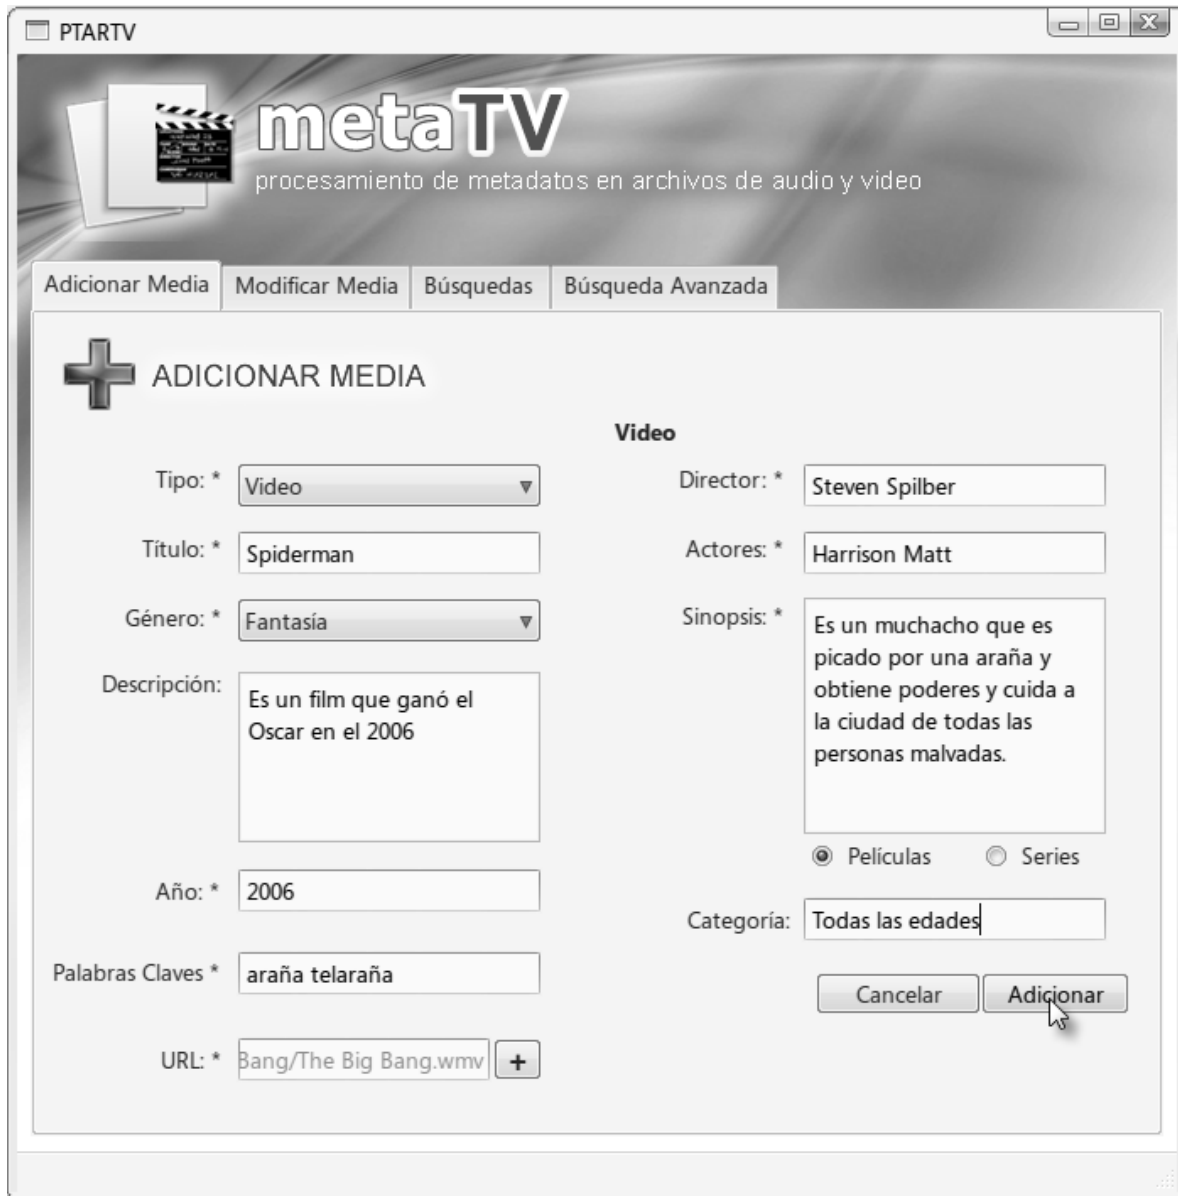 PTARTV
metaTV
procesamiento de metadatos en archivos de audio y video
Adicionar Media
Modificar Media
Búsquedas
Búsqueda Avanzada
ADICIONAR MEDIA
Tipo: * Video
Título: * Spiderman
Género: * Fantasía
Descripción: Es un film que ganó el
Oscar en el 2006
Año: * 2006
Palabras Claves * araña telaraña
URL: * Bang/The Big Bang.wmv +
Video
Director: * Steven Spilber
Actores: * Harrison Matt
Sinopsis: * Es un muchacho que es
picado por una araña y
obtiene poderes y cuida a
la ciudad de todas las
personas malvadas.
Películas Series
Categoría: Todas las edades
Cancelar Adicionar